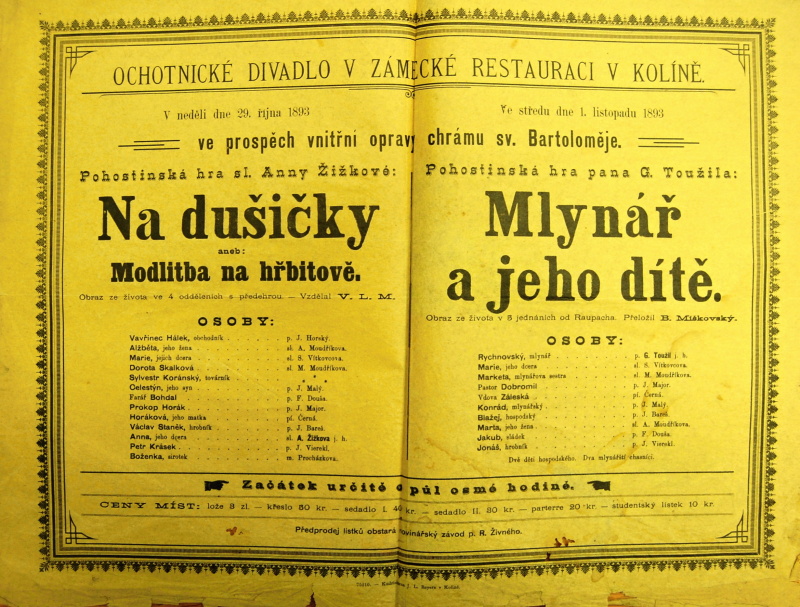 OCHOTNICKÉ DIVADLO V ZÁMECKÉ RESTAURACI V KOLÍNĚ.
V neděli dne 29. října 1893
Ve středu dne 1. listopadu 1893
ve prospěch vnitřní opravy chrámu sv. Bartoloměje.
Pohostinská hra sl. Anny Žižkové:
Na dušičky
aneb:
Modlitba na hřbitově.
Obraz ze života ve 4 odděleních s předehrou. — Vzdělal V. L. M.
OSOBY:
Vavřinec Hálek, obchodník . . . p. J. Horský.
Alžběta, jeho žena . . . sl. A. Moudříkova.
Marie, jejich dcera . . . sl. S. Vítkovcova.
Dorota Skalková . . . sl. M. Moudříkova.
Sylvestr Koránský, továrník . . . * * *
Celestýn, jeho syn . . . p. J. Malý.
Farář Bohdal . . . p. F. Douša.
Prokop Horák . . . p. J. Major.
Horáková, jeho matka . . . pí. Černá.
Václav Staněk, hrobník . . . p. J. Bareš.
Anna, jeho dcera . . . sl. A. Žižkova j. h.
Petr Krásek . . . p. J. Vierekl.
Boženka, sirotek . . . m. Procházkova.
Pohostinská hra pana G. Toužila:
Mlynář
a jeho dítě.
Obraz ze života v 5 jednáních od Raupacha. Přeložil B. Miškovský.
OSOBY:
Rychnovský, mlynář . . . p. G. Toužil j. h.
Marie, jeho dcera . . . sl. S. Vítkovcova.
Marketa, mlynářova sestra . . . sl. M. Moudříkova.
Pastor Dobromil . . . p. J. Major.
Vdova Záleská . . . pí. Černá.
Konrád, mlynářský . . . p. J. Malý.
Blažej, hospodský . . . p. J. Bareš.
Marta, jeho žena . . . sl. A. Moudříkova.
Jakub, sládek . . . p. F. Douša.
Jonáš, hrobník . . . p. J. Vierekl.
Dvě děti hospodského. Dva mlynářští chasníci.
Začátek určitě o půl osmé hodině.
CENY MÍST: lože 3 zl. — křeslo 50 kr. — sedadlo I. 40 kr. — sedadlo II. 30 kr. — parterre 20 kr. — studentský lístek 10 kr.
Předprodej lístků obstará novinářský závod p. R. Živného.
J. L. Bayera v Kolíně.